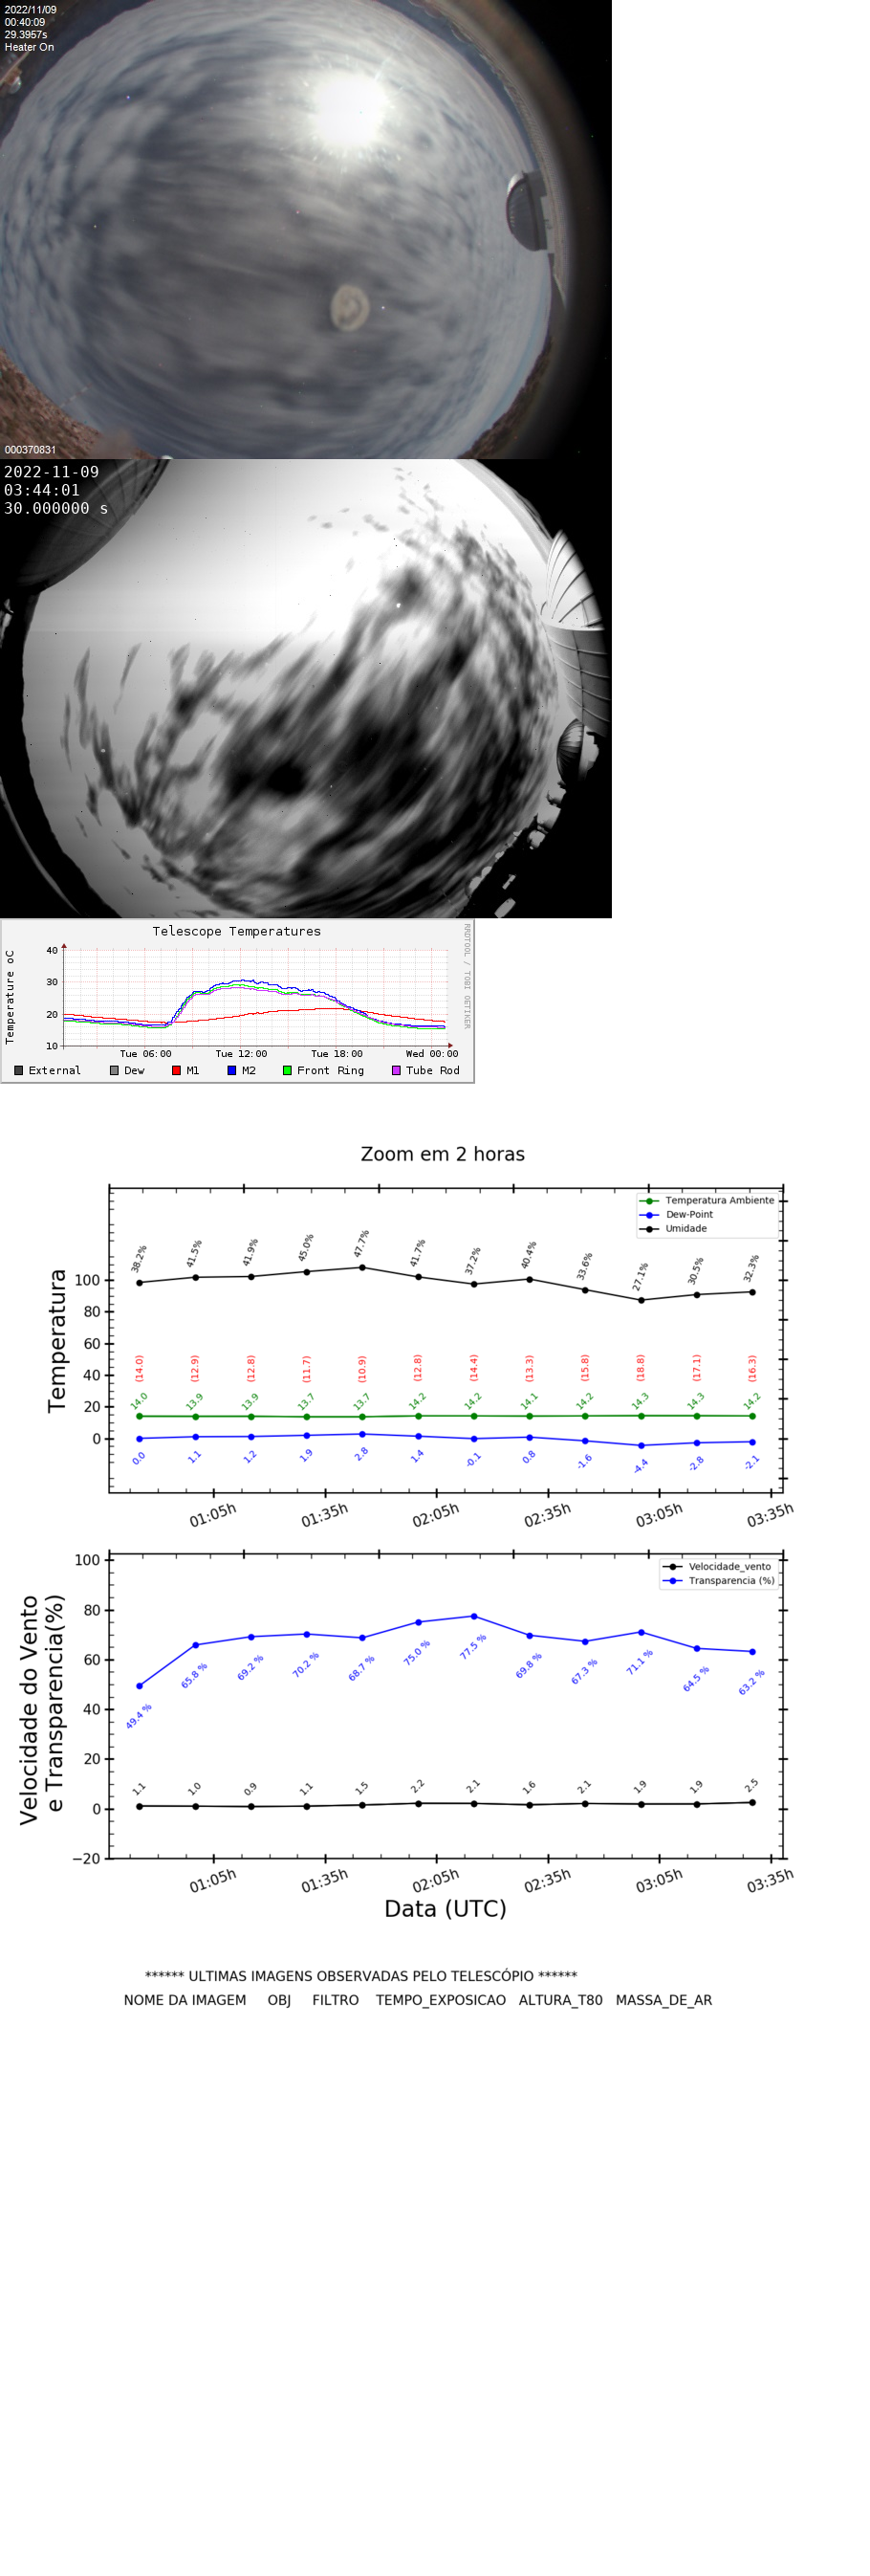 2022/11/09
00:40:09
29.3957s
Heater On
000370831
2022-11-09
03:44:01
30.000000 s
Telescope Temperatures
RRDTOOL / TOBI OETIKER
Temperature oC
40
30
20
10
Tue 06:00 Tue 12:00 Tue 18:00 Wed 00:00
External Dew M1 M2 Front Ring Tube Rod
Zoom em 2 horas
Temperatura Ambiente
Dew-Point
Umidade
Temperatura
100
80
60
40
20
0
38.2% 41.5% 41.9% 45.0% 47.7% 41.7% 37.2% 40.4% 33.6% 27.1% 30.5% 32.3%
(14.0) (12.9) (12.8) (11.7) (10.9) (12.8) (14.4) (13.3) (15.8) (18.8) (17.1) (16.3)
14.0 13.9 13.9 13.7 13.7 14.2 14.2 14.1 14.2 14.3 14.3 14.2
0.0 1.1 1.2 1.9 2.8 1.4 -0.1 0.8 -1.6 -4.4 -2.8 -2.1
01:05h 01:35h 02:05h 02:35h 03:05h 03:35h
Velocidade_vento
Transparencia (%)
Velocidade do Vento
e Transparencia(%)
100
80
60
40
20
0
−20
49.4 % 65.8 % 69.2 % 70.2 % 68.7 % 75.0 % 77.5 % 69.8 % 67.3 % 71.1 % 64.5 % 63.2 %
1.1 1.0 0.9 1.1 1.5 2.2 2.1 1.6 2.1 1.9 1.9 2.5
01:05h 01:35h 02:05h 02:35h 03:05h 03:35h
Data (UTC)
****** ULTIMAS IMAGENS OBSERVADAS PELO TELESCÓPIO ******
NOME DA IMAGEM OBJ FILTRO TEMPO_EXPOSICAO ALTURA_T80 MASSA_DE_AR